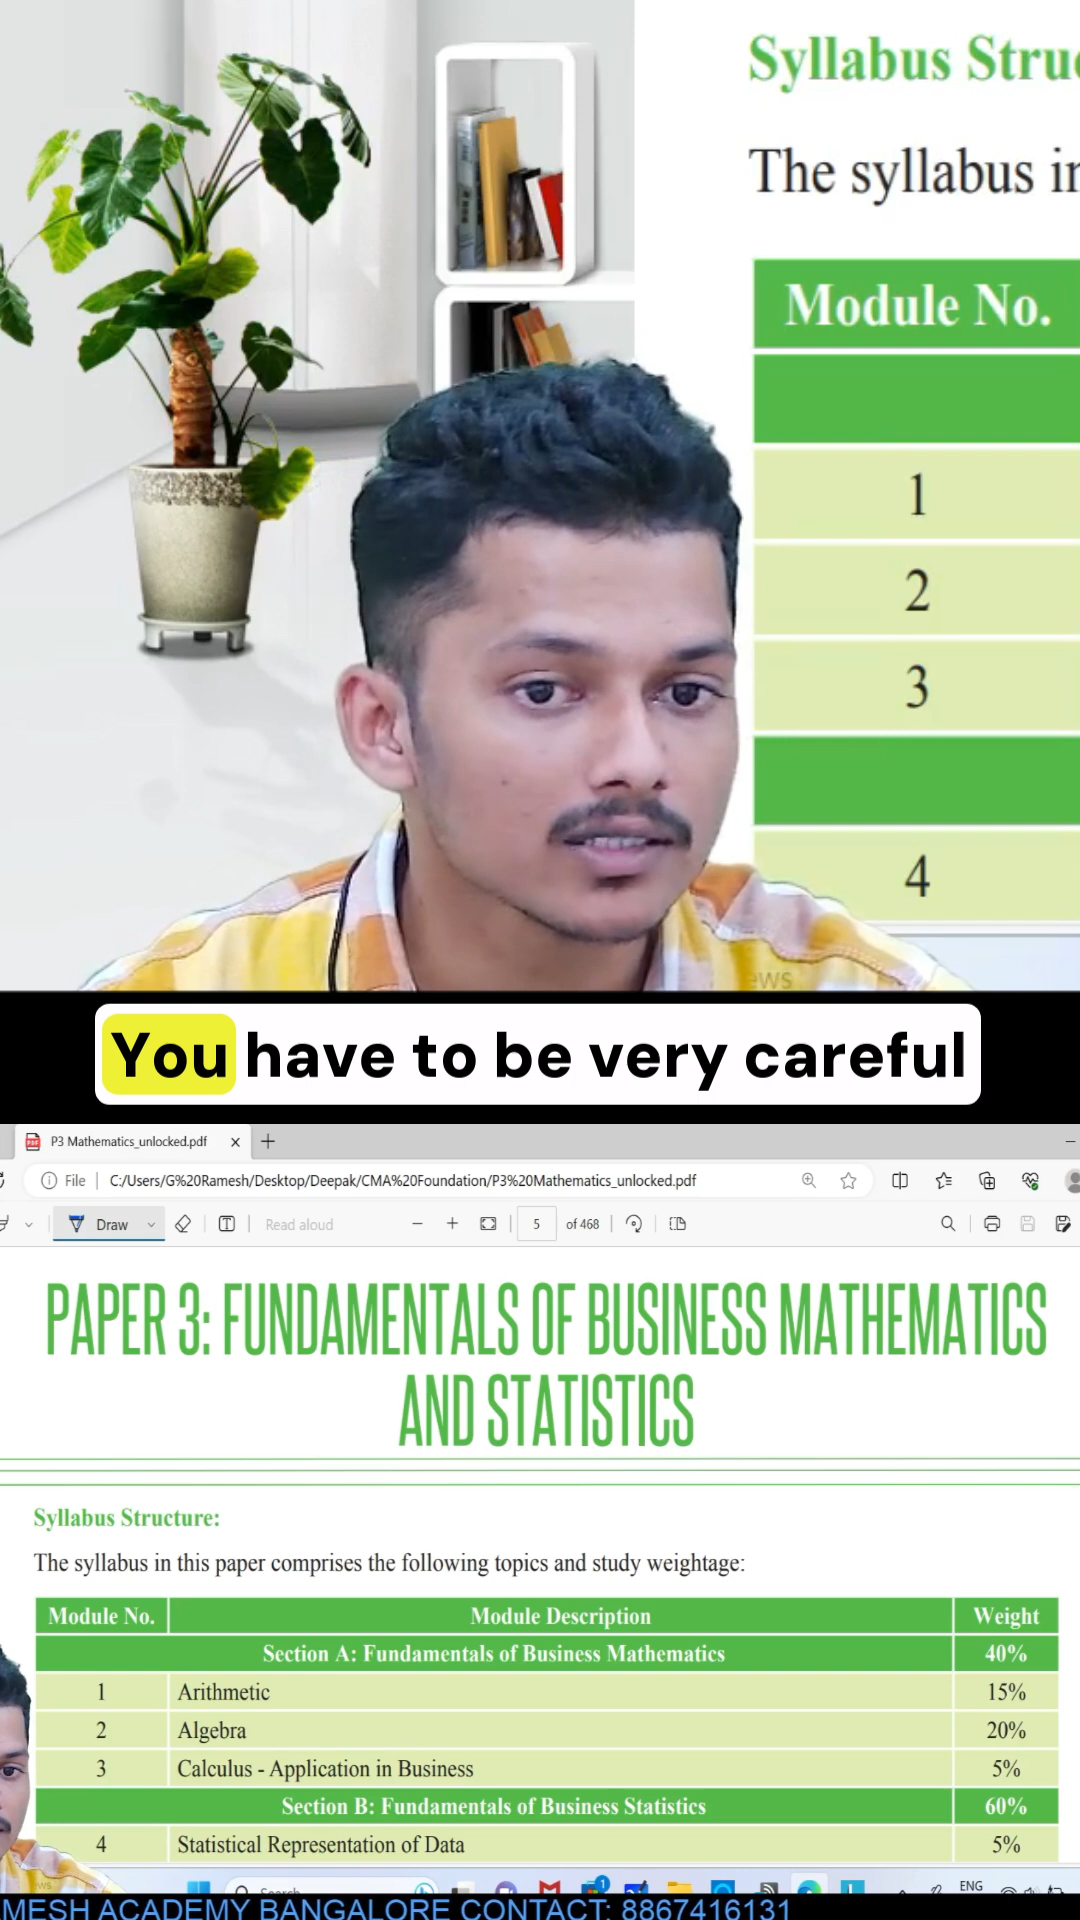 Syllabus Struc
The syllabus in
Module No.
1
2
3
4
ews
You have to be very careful
P3 Mathematics_unlocked.pdf
File
C:/Users/G%20Ramesh/Desktop/Deepak/CMA%20Foundation/P3%20Mathematics_unlocked.pdf
Draw
Read aloud
5
of 468
PAPER 3: FUNDAMENTALS OF BUSINESS MATHEMATICS
AND STATISTICS
Syllabus Structure:
The syllabus in this paper comprises the following topics and study weightage:
Module No. Module Description Weight
Section A: Fundamentals of Business Mathematics 40%
1 Arithmetic 15%
2 Algebra 20%
3 Calculus - Application in Business 5%
Section B: Fundamentals of Business Statistics 60%
4 Statistical Representation of Data 5%
Search
1
ENG
MESH ACADEMY BANGALORE CONTACT: 8867416131